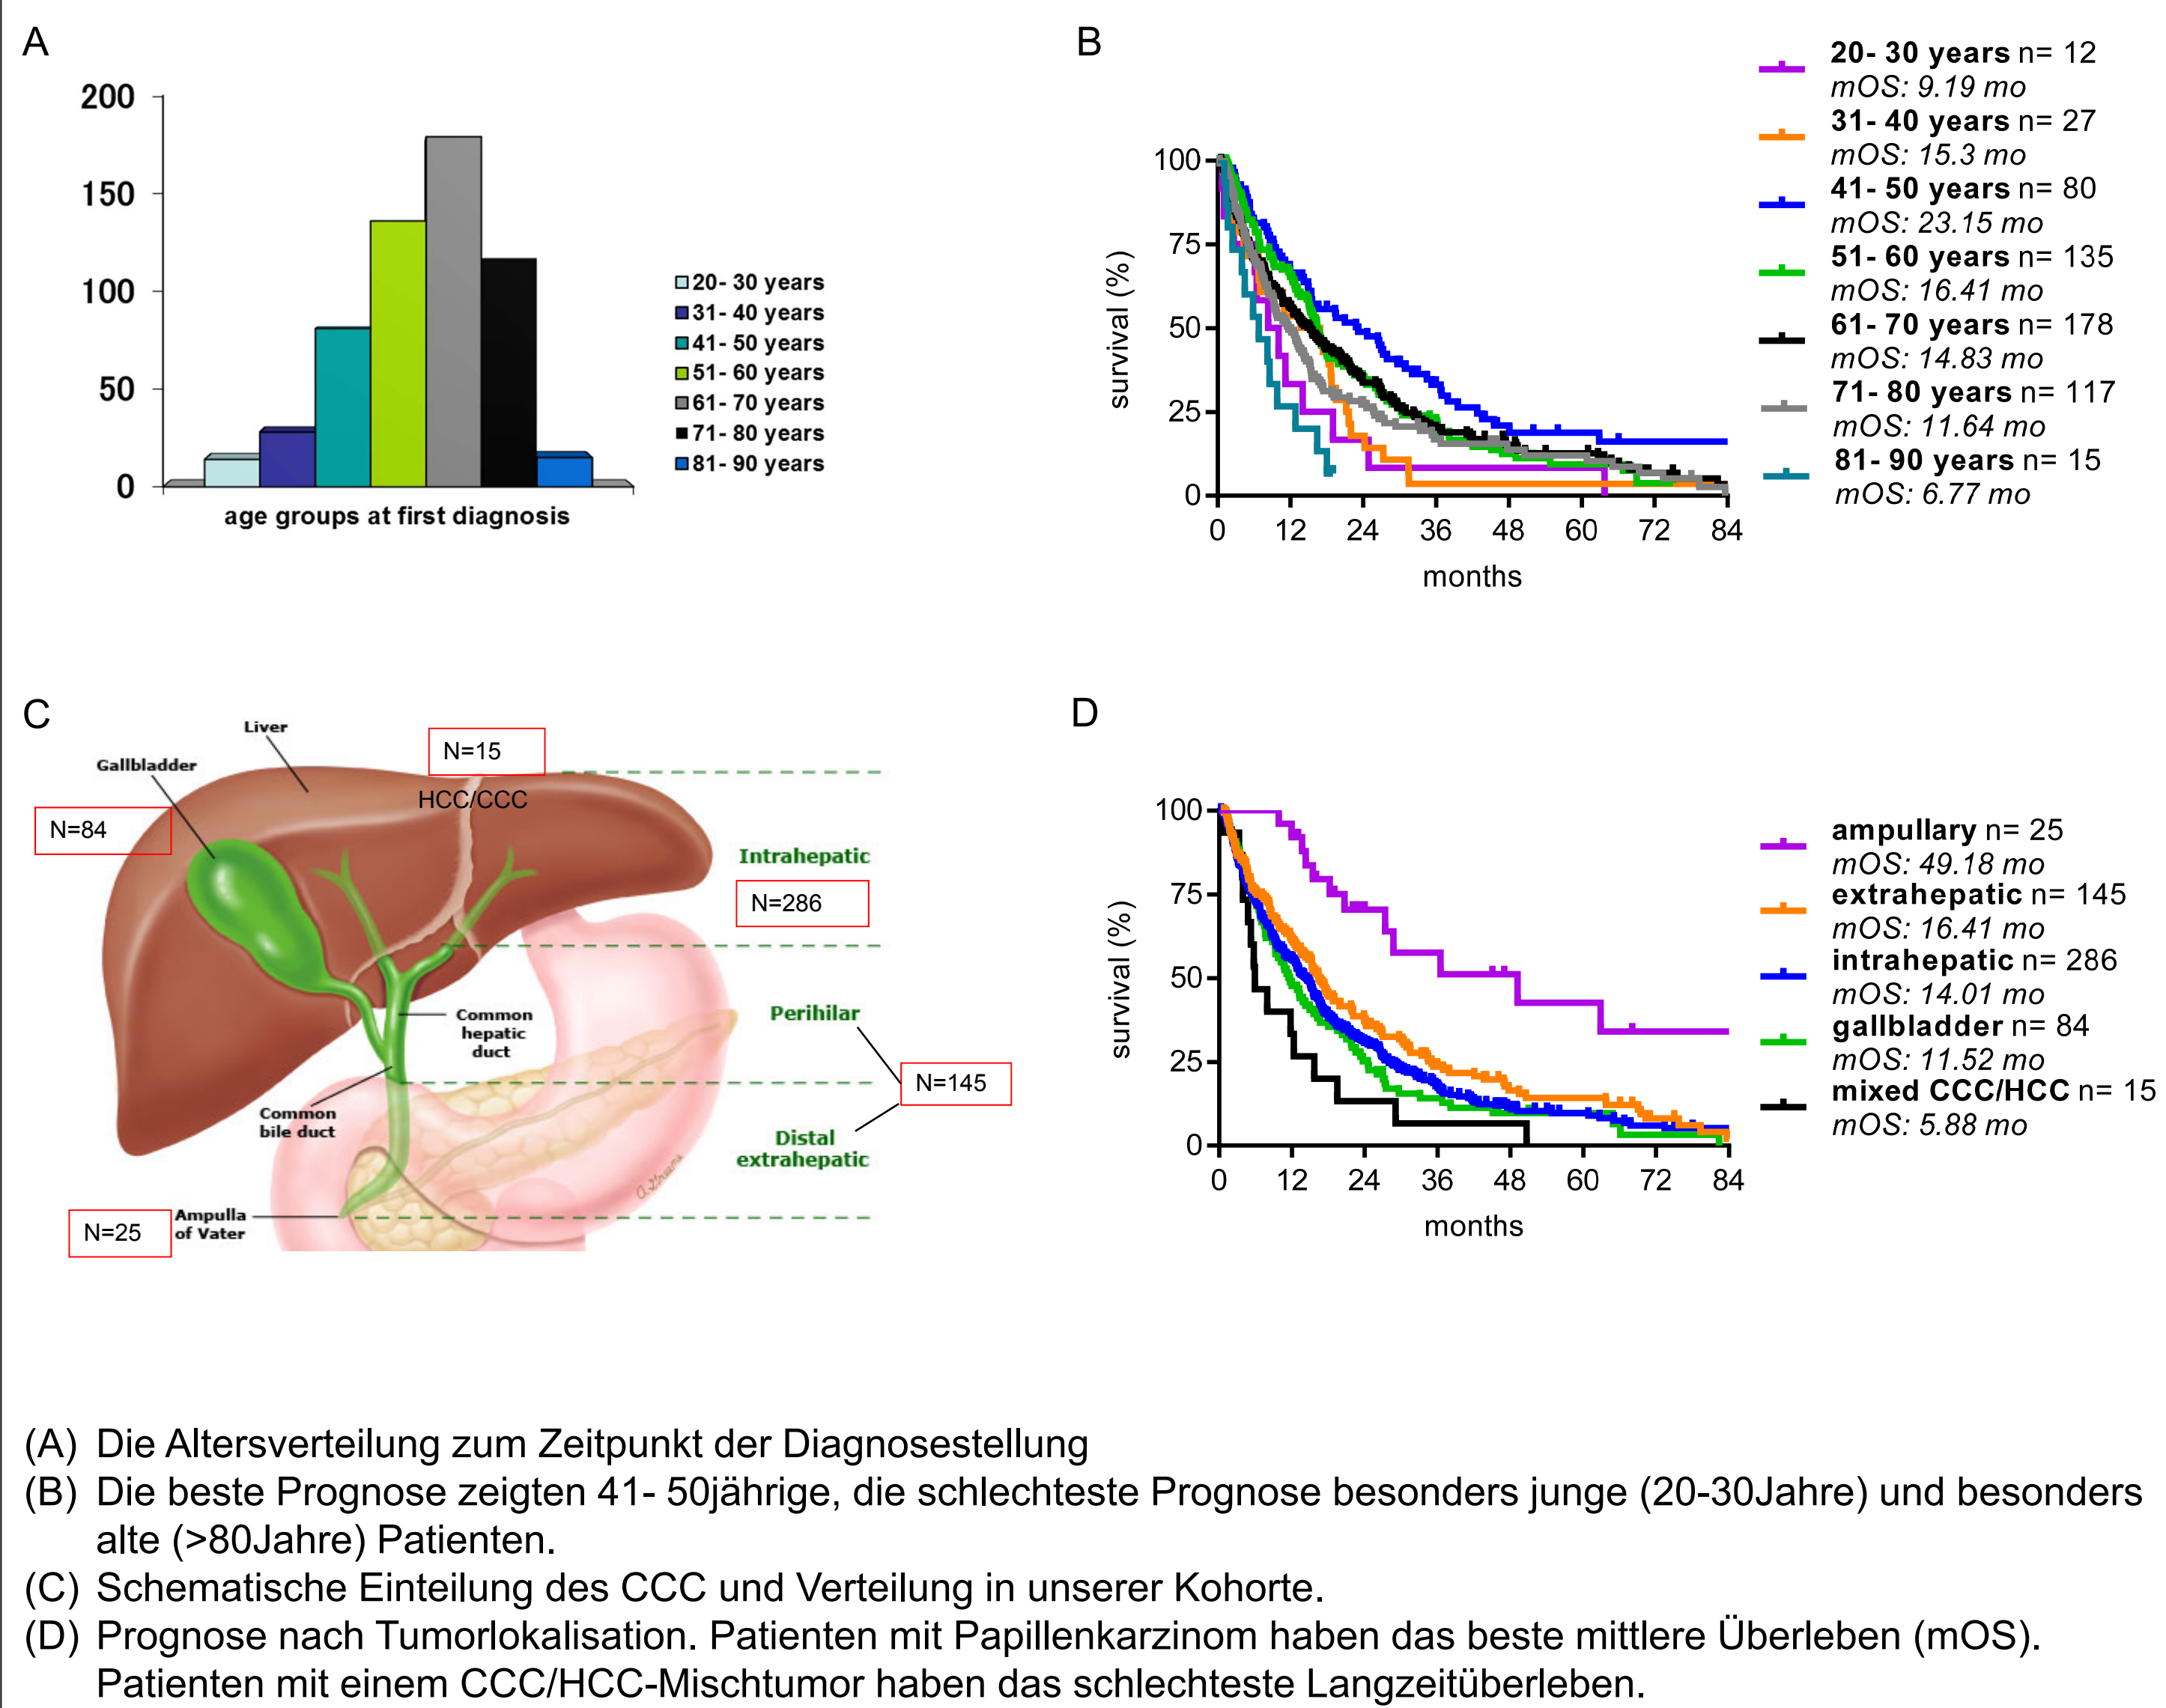 A
200
150
100
50
0
age groups at first diagnosis
20- 30 years
31- 40 years
41- 50 years
51- 60 years
61- 70 years
71- 80 years
81- 90 years
B
survival (%)
100
75
50
25
0
0 12 24 36 48 60 72 84
months
20- 30 years n= 12
mOS: 9.19 mo
31- 40 years n= 27
mOS: 15.3 mo
41- 50 years n= 80
mOS: 23.15 mo
51- 60 years n= 135
mOS: 16.41 mo
61- 70 years n= 178
mOS: 14.83 mo
71- 80 years n= 117
mOS: 11.64 mo
81- 90 years n= 15
mOS: 6.77 mo
C
Liver
Gallbladder
N=15
HCC/CCC
N=84
Intrahepatic
N=286
Perihilar
Common
hepatic
duct
N=145
Common
bile duct
Distal
extrahepatic
Ampulla
of Vater
N=25
D
survival (%)
100
75
50
25
0
0 12 24 36 48 60 72 84
months
ampullary n= 25
mOS: 49.18 mo
extrahepatic n= 145
mOS: 16.41 mo
intrahepatic n= 286
mOS: 14.01 mo
gallbladder n= 84
mOS: 11.52 mo
mixed CCC/HCC n= 15
mOS: 5.88 mo
(A) Die Altersverteilung zum Zeitpunkt der Diagnosestellung
(B) Die beste Prognose zeigten 41- 50jährige, die schlechteste Prognose besonders junge (20-30Jahre) und besonders
alte (>80Jahre) Patienten.
(C) Schematische Einteilung des CCC und Verteilung in unserer Kohorte.
(D) Prognose nach Tumorlokalisation. Patienten mit Papillenkarzinom haben das beste mittlere Überleben (mOS).
Patienten mit einem CCC/HCC-Mischtumor haben das schlechteste Langzeitüberleben.